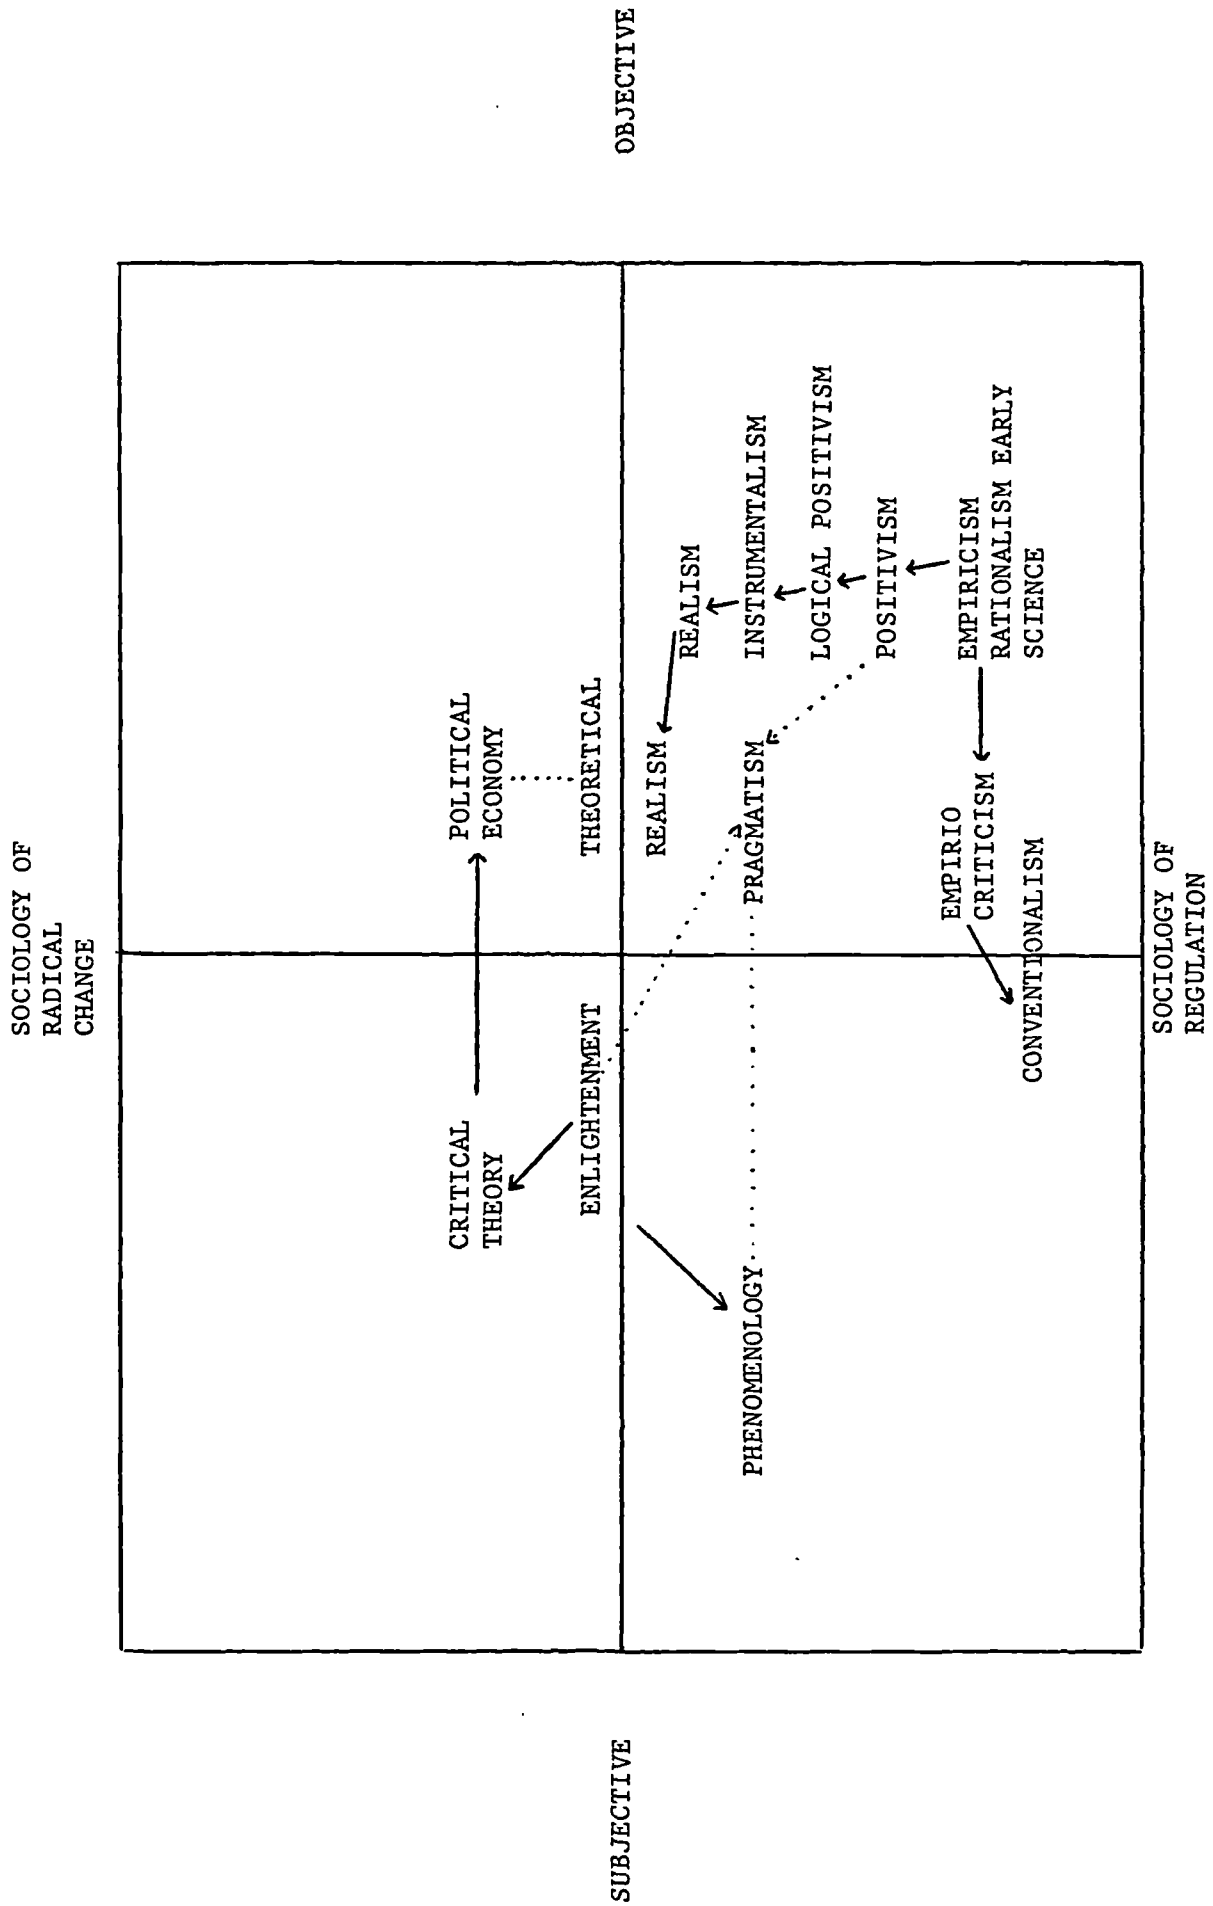 SOCIOLOGY OF
RADICAL
CHANGE
CRITICAL
THEORY
POLITICAL
ECONOMY
ENLIGHTENMENT
THEORETICAL
SUBJECTIVE
OBJECTIVE
REALISM
REALISM
PHENOMENOLOGY
PRAGMATISM
INSTRUMENTALISM
LOGICAL POSITIVISM
POSITIVISM
EMPIRIO
CRITICISM
EMPIRICISM
RATIONALISM EARLY
SCIENCE
CONVENTIONALISM
SOCIOLOGY OF
REGULATION